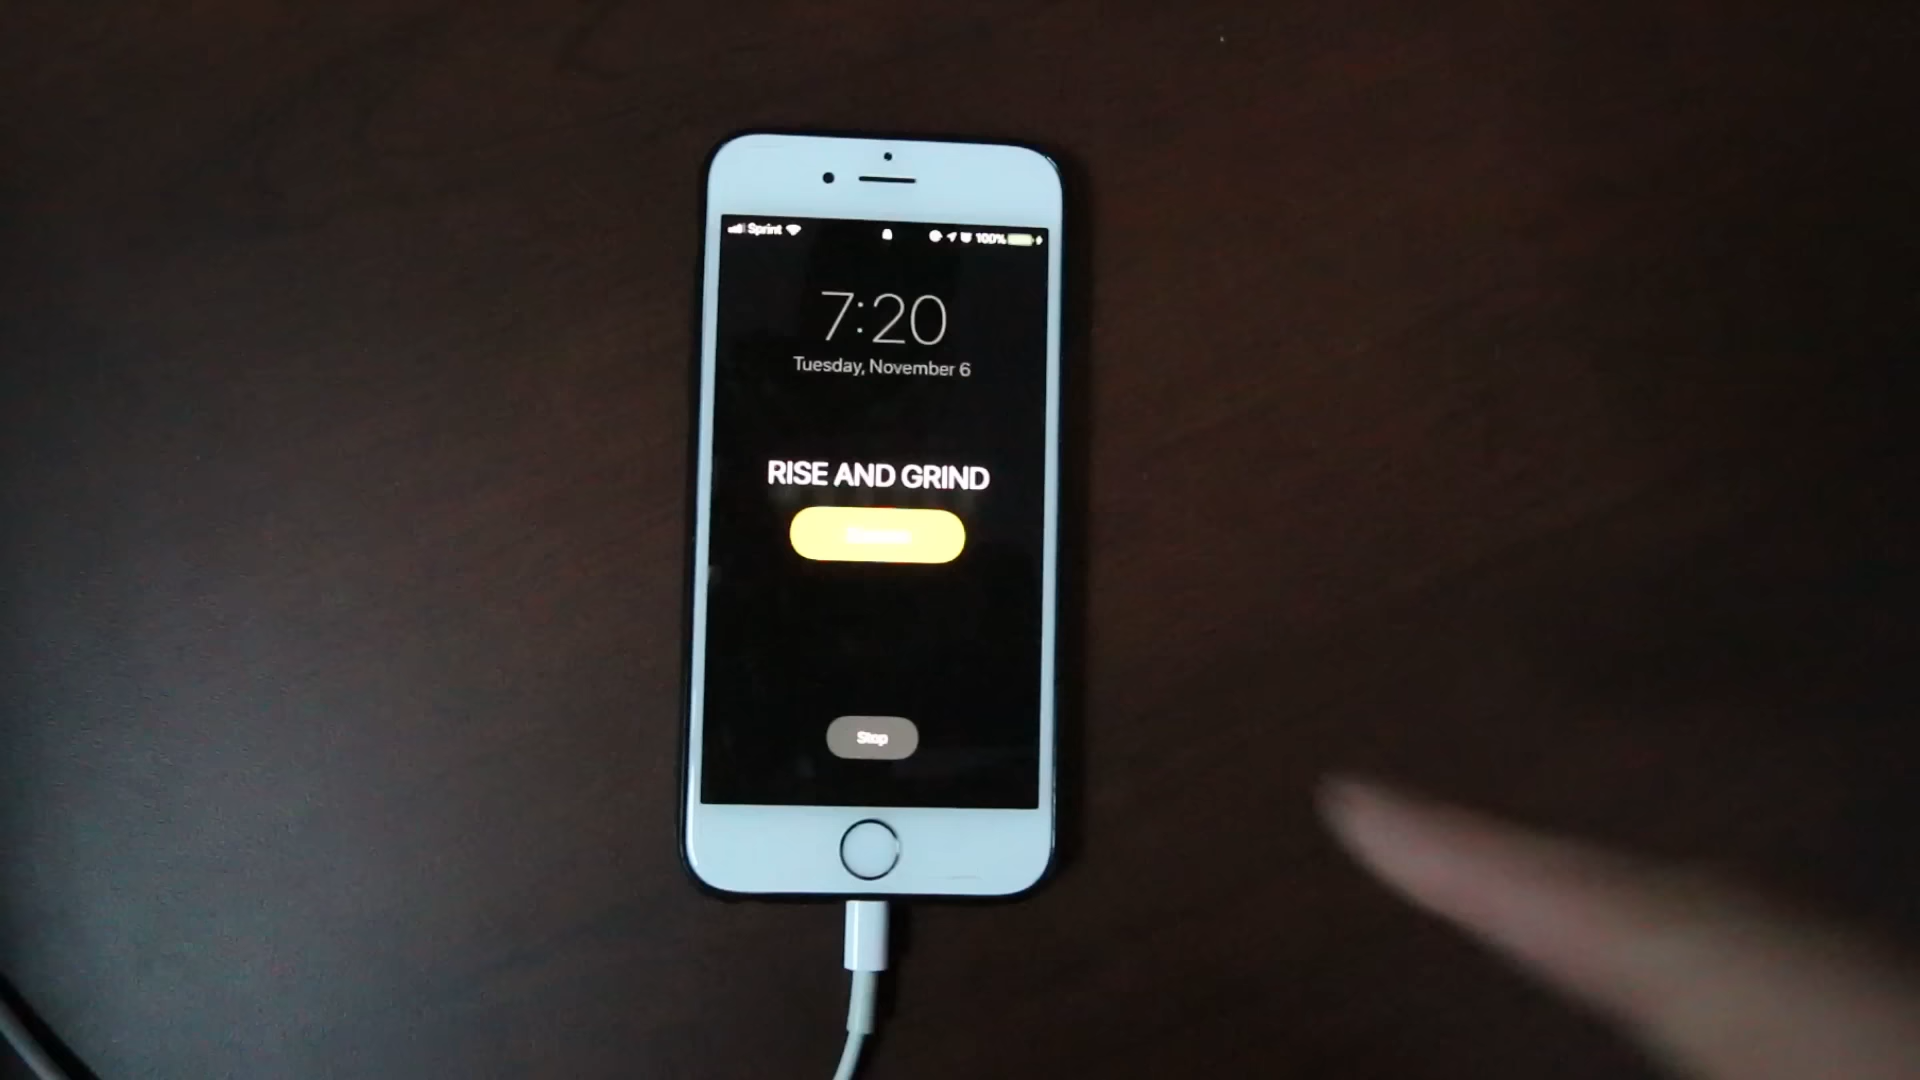 Sprint 100%
7:20
Tuesday, November 6
RISE AND GRIND
Stop